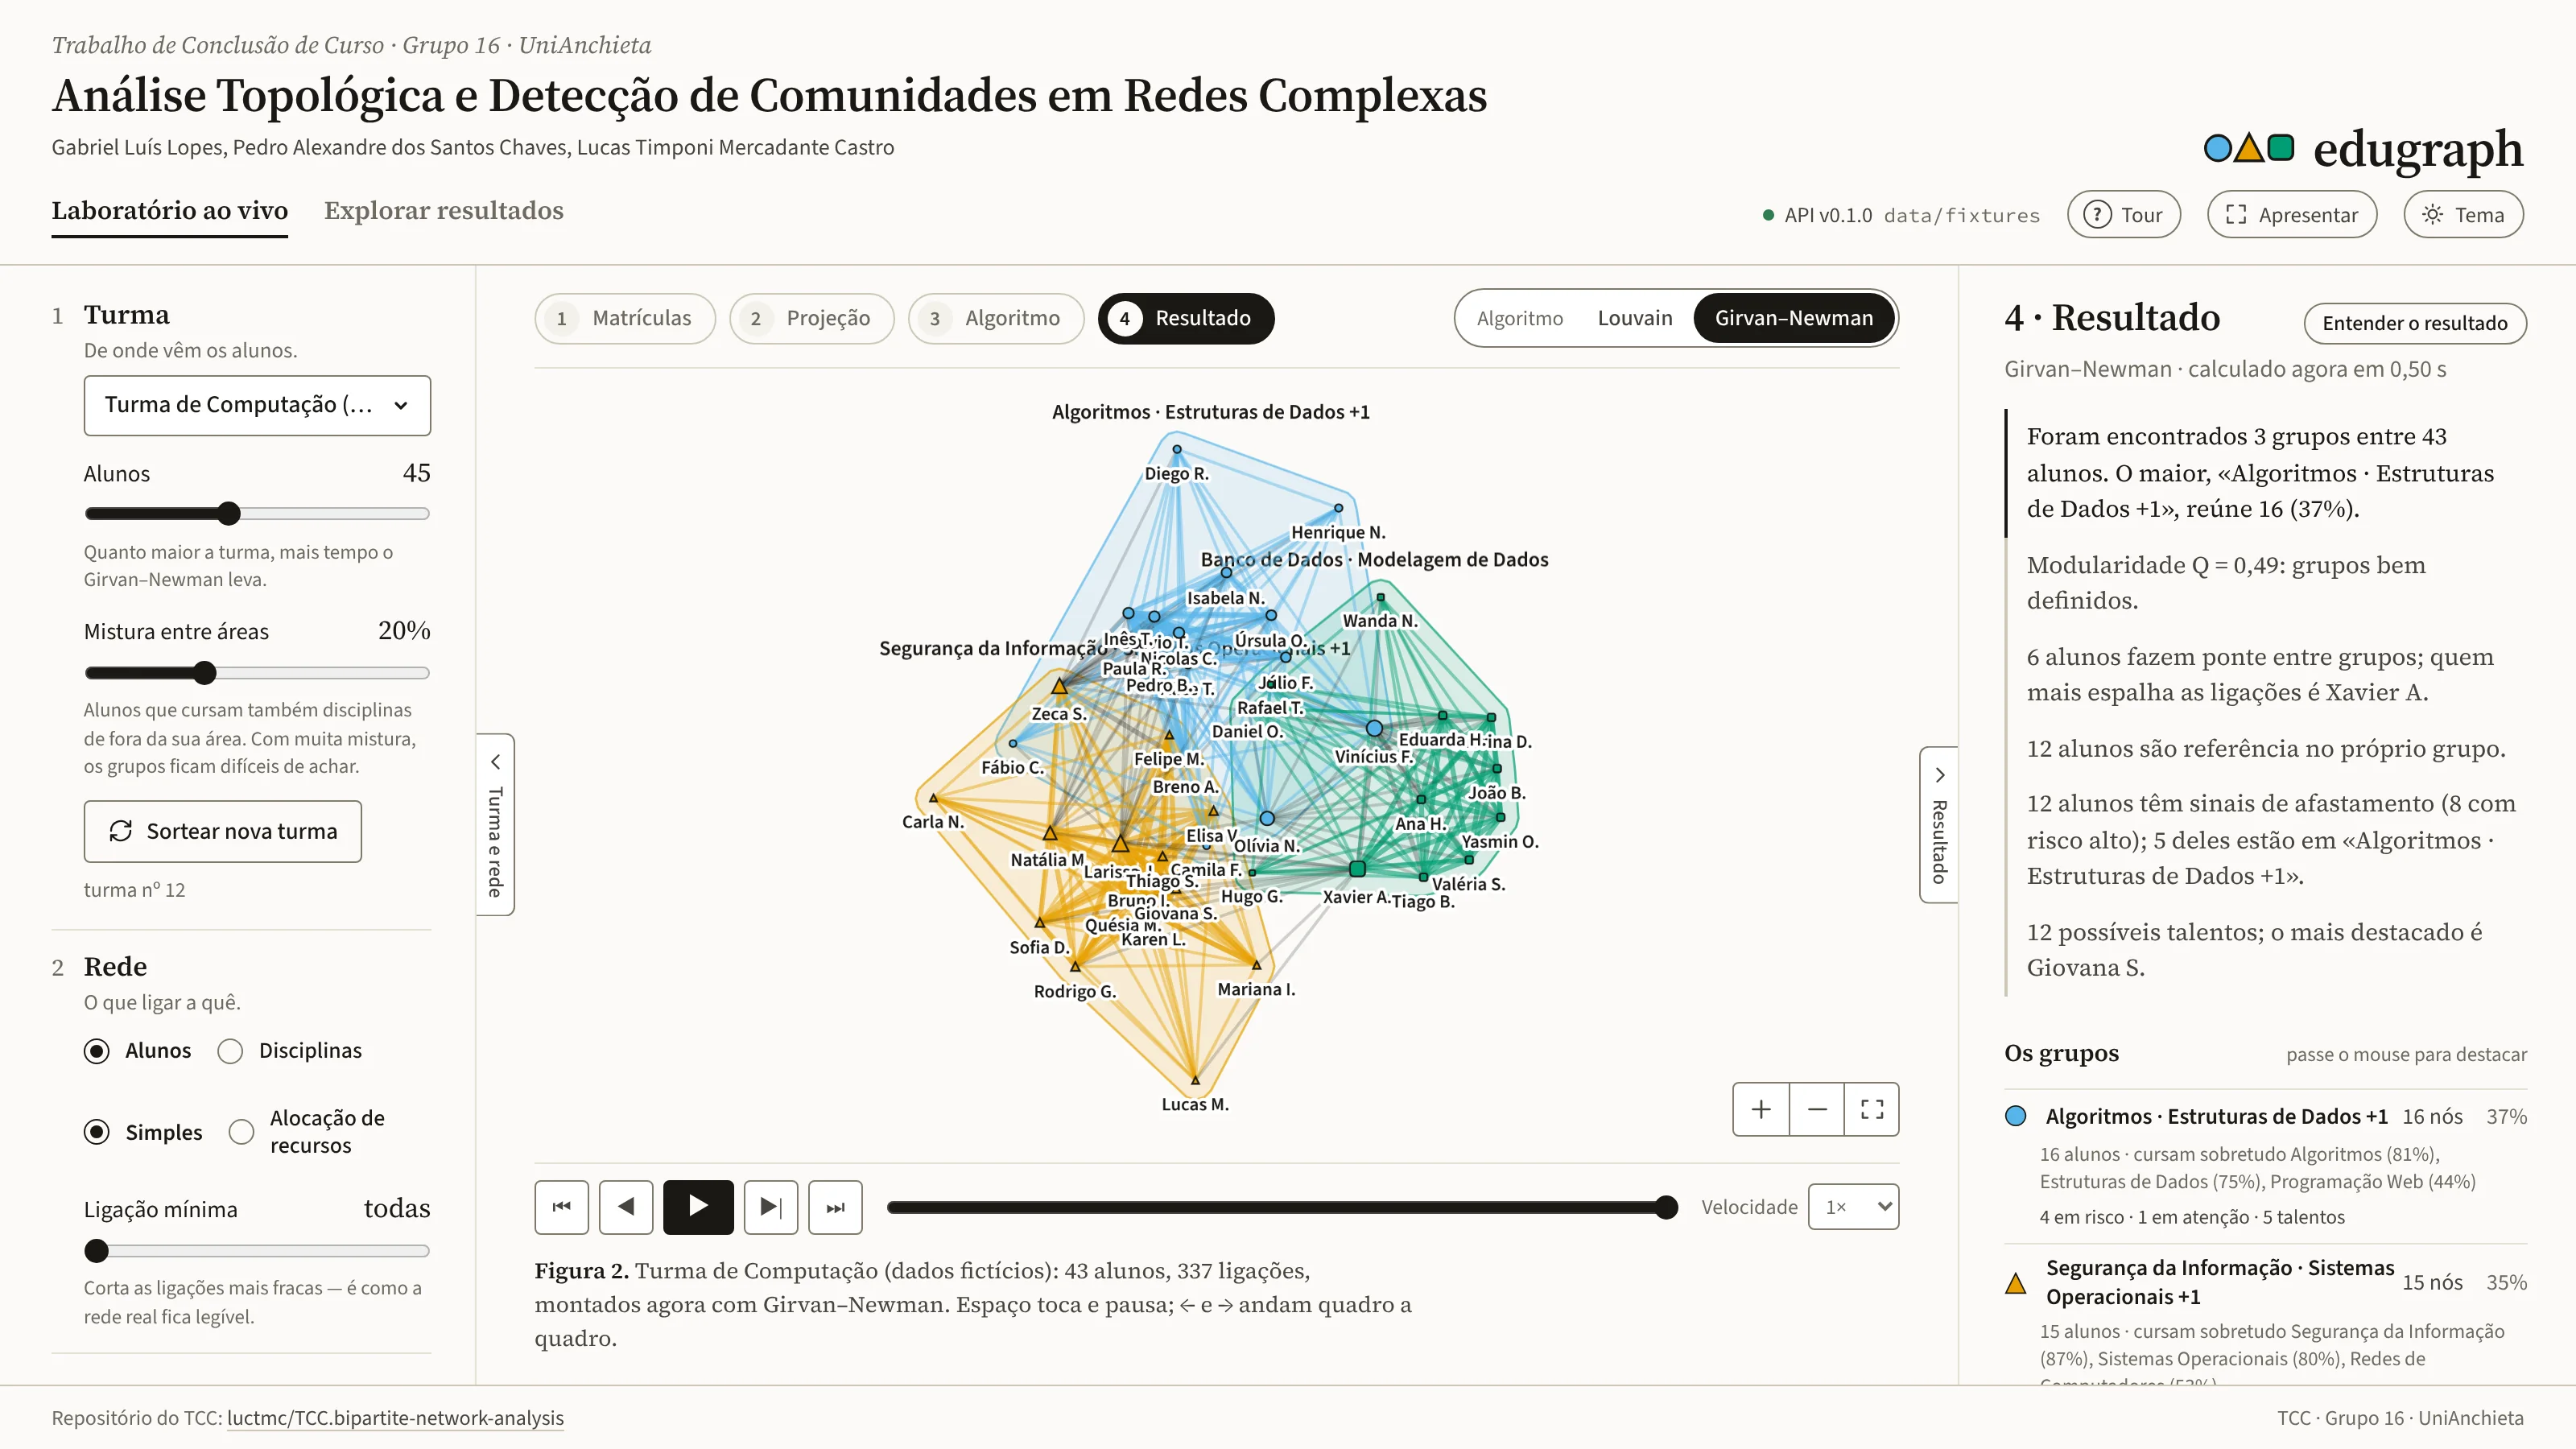 Trabalho de Conclusão de Curso · Grupo 16 · UniAnchieta
Análise Topológica e Detecção de Comunidades em Redes Complexas
Gabriel Luís Lopes, Pedro Alexandre dos Santos Chaves, Lucas Timponi Mercadante Castro
edugraph
Laboratório ao vivo
Explorar resultados
API v0.1.0 data/fixtures
? Tour
Apresentar
Tema
1 Turma
De onde vêm os alunos.
Turma de Computação (...
Alunos 45
Quanto maior a turma, mais tempo o
Girvan–Newman leva.
Mistura entre áreas 20%
Alunos que cursam também disciplinas
de fora da sua área. Com muita mistura,
os grupos ficam difíceis de achar.
Sortear nova turma
turma nº 12
2 Rede
O que ligar a quê.
Alunos
Disciplinas
Simples
Alocação de
recursos
Ligação mínima todas
Corta as ligações mais fracas — é como a
rede real fica legível.
Turma e rede
1 Matrículas
2 Projeção
3 Algoritmo
4 Resultado
Algoritmo
Louvain
Girvan–Newman
Algoritmos · Estruturas de Dados +1
Diego R.
Henrique N.
Banco de Dados · Modelagem de Dados
Isabela N.
Wanda N.
Inês T.
Úrsula O.
Segurança da Informação
+1
Nicolas C.
Paula R.
Pedro B.
Júlio F.
Rafael T.
Zeca S.
Daniel O.
Eduarda H.
Vinícius F.
Felipe M.
Fábio C.
Breno A.
João B.
Carla N.
Ana H.
Elisa V.
Olívia N.
Yasmin O.
Natália M.
Camila F.
Thiago S.
Valéria S.
Hugo G.
Xavier A.
Tiago B.
Bruno I.
Giovana S.
Quésia M.
Karen L.
Sofia D.
Rodrigo G.
Mariana I.
Lucas M.
Velocidade 1×
Figura 2. Turma de Computação (dados fictícios): 43 alunos, 337 ligações,
montados agora com Girvan–Newman. Espaço toca e pausa; ← e → andam quadro a
quadro.
Resultado
4 · Resultado
Entender o resultado
Girvan–Newman · calculado agora em 0,50 s
Foram encontrados 3 grupos entre 43
alunos. O maior, «Algoritmos · Estruturas
de Dados +1», reúne 16 (37%).
Modularidade Q = 0,49: grupos bem
definidos.
6 alunos fazem ponte entre grupos; quem
mais espalha as ligações é Xavier A.
12 alunos são referência no próprio grupo.
12 alunos têm sinais de afastamento (8 com
risco alto); 5 deles estão em «Algoritmos ·
Estruturas de Dados +1».
12 possíveis talentos; o mais destacado é
Giovana S.
Os grupos
passe o mouse para destacar
Algoritmos · Estruturas de Dados +1 16 nós 37%
16 alunos · cursam sobretudo Algoritmos (81%),
Estruturas de Dados (75%), Programação Web (44%)
4 em risco · 1 em atenção · 5 talentos
Segurança da Informação · Sistemas
Operacionais +1 15 nós 35%
15 alunos · cursam sobretudo Segurança da Informação
(87%), Sistemas Operacionais (80%), Redes de
Repositório do TCC: luctmc/TCC.bipartite-network-analysis
TCC · Grupo 16 · UniAnchieta